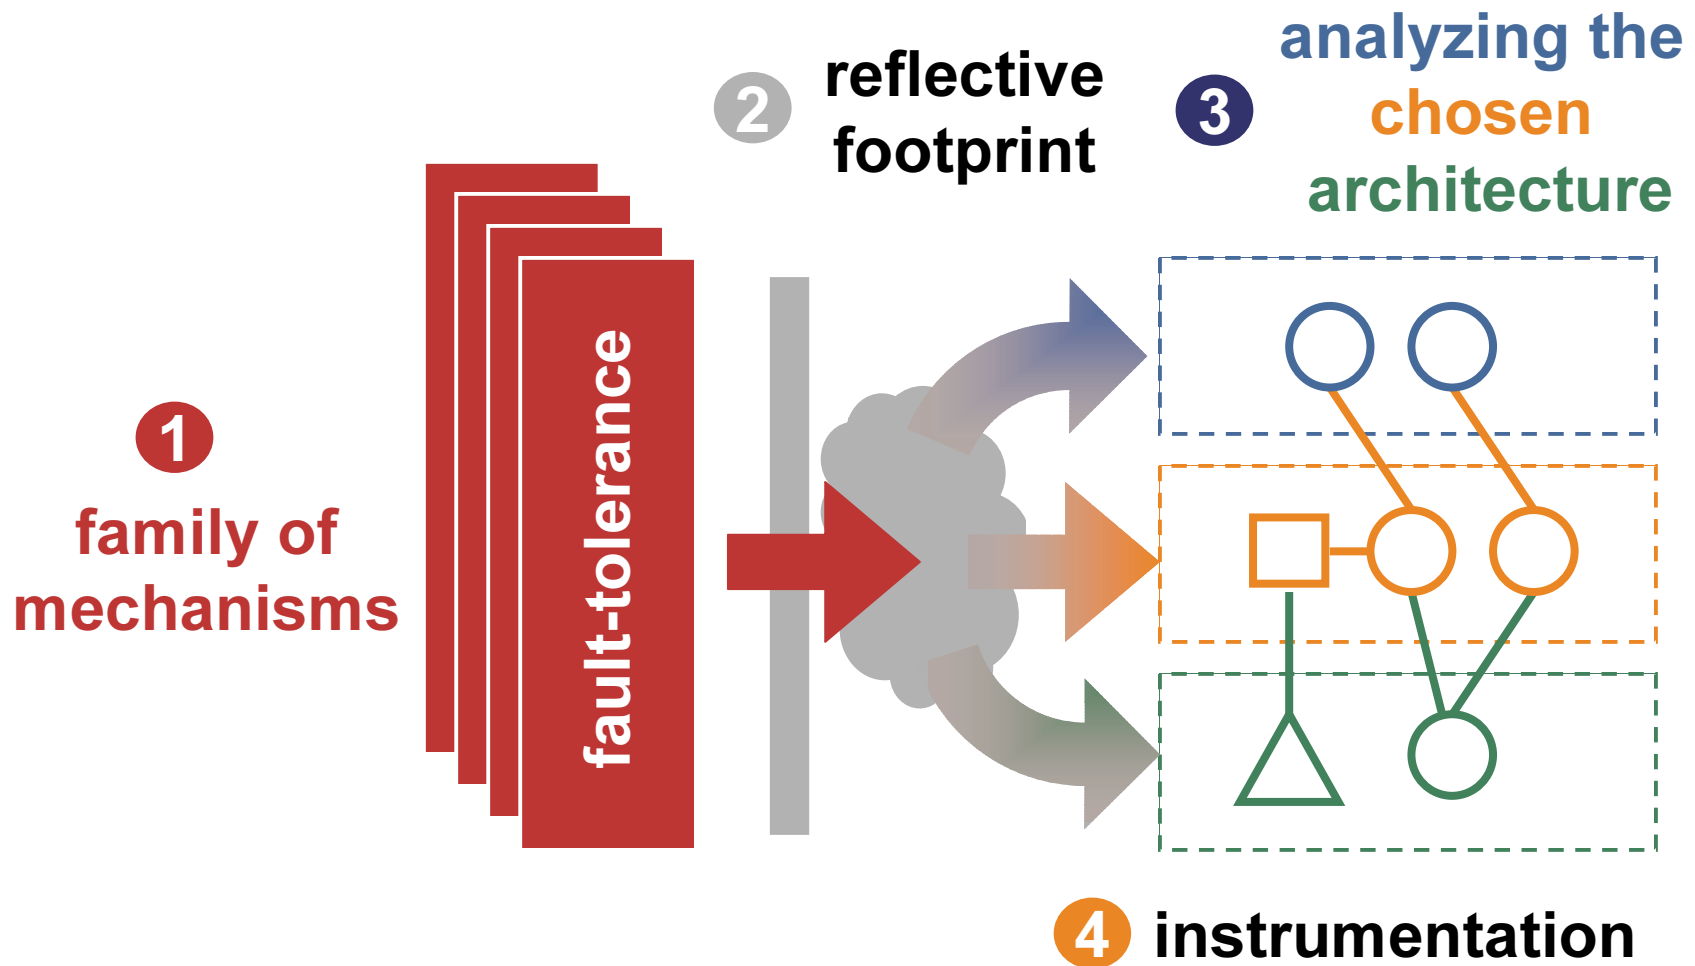 1
family of
mechanisms
fault-tolerance
2
reflective
footprint
3
analyzing the
chosen
architecture
4
instrumentation